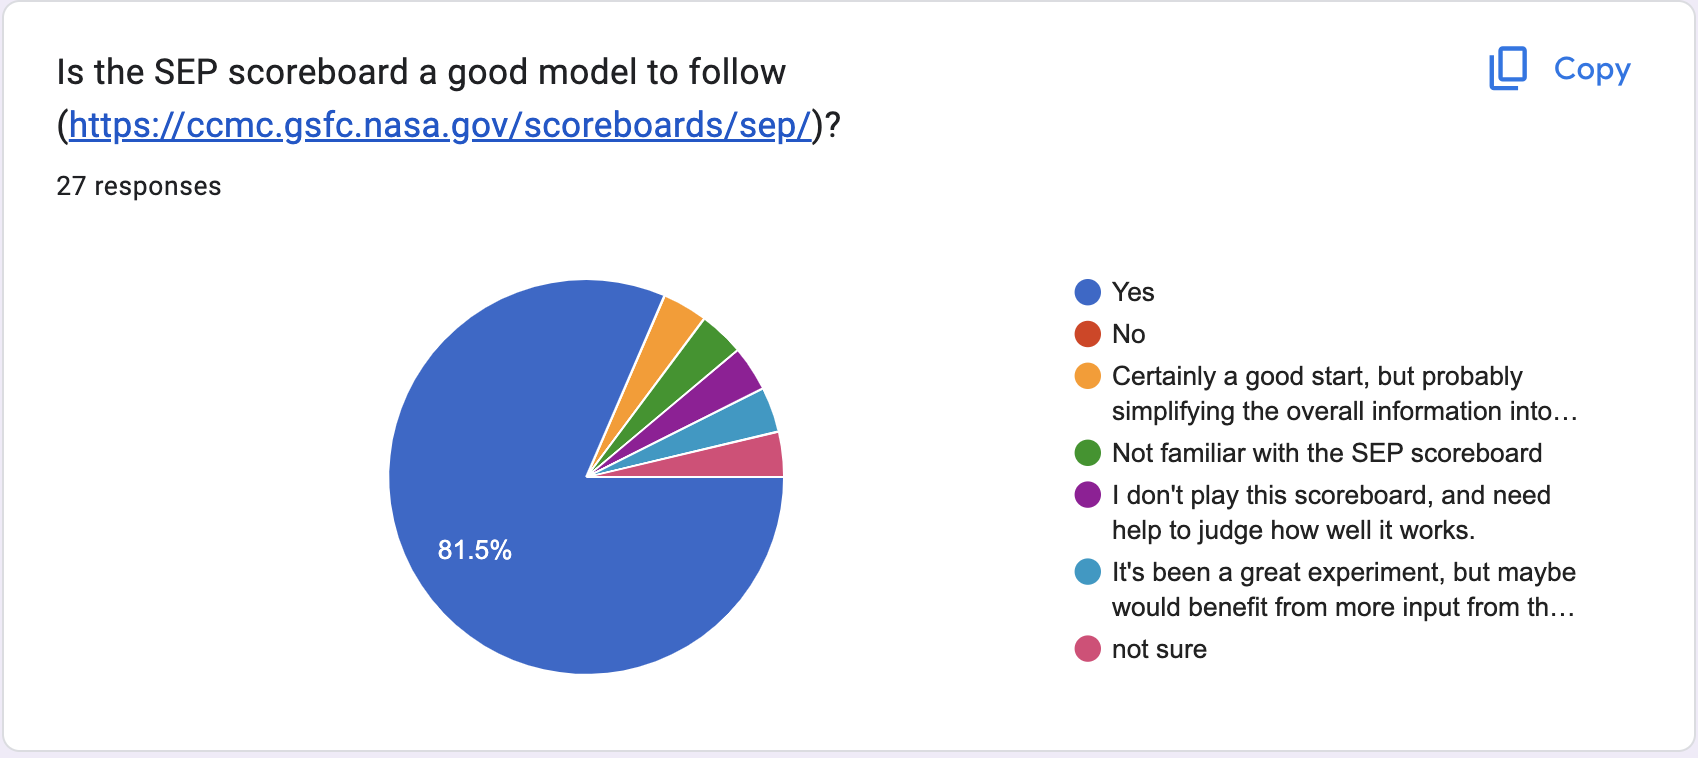 Is the SEP scoreboard a good model to follow
(https://ccmc.gsfc.nasa.gov/scoreboards/sep/)?
Copy
27 responses
81.5%
Yes
No
Certainly a good start, but probably
simplifying the overall information into…
Not familiar with the SEP scoreboard
I don't play this scoreboard, and need
help to judge how well it works.
It's been a great experiment, but maybe
would benefit from more input from th…
not sure